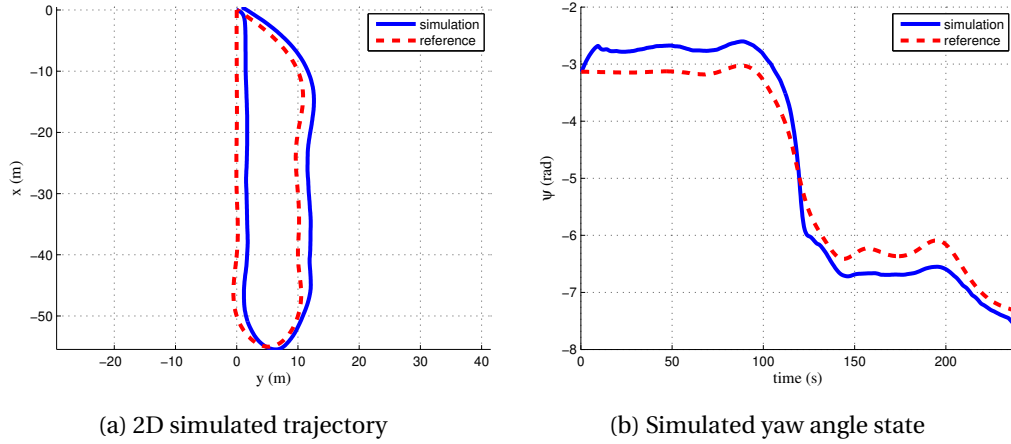 0
−10
−20
−30
−40
−50
x (m)
−20 −10 0 10 20 30 40
y (m)
simulation
reference
(a) 2D simulated trajectory
−2
−3
−4
−5
−6
−7
−8
ψ (rad)
0 50 100 150 200
time (s)
simulation
reference
(b) Simulated yaw angle state